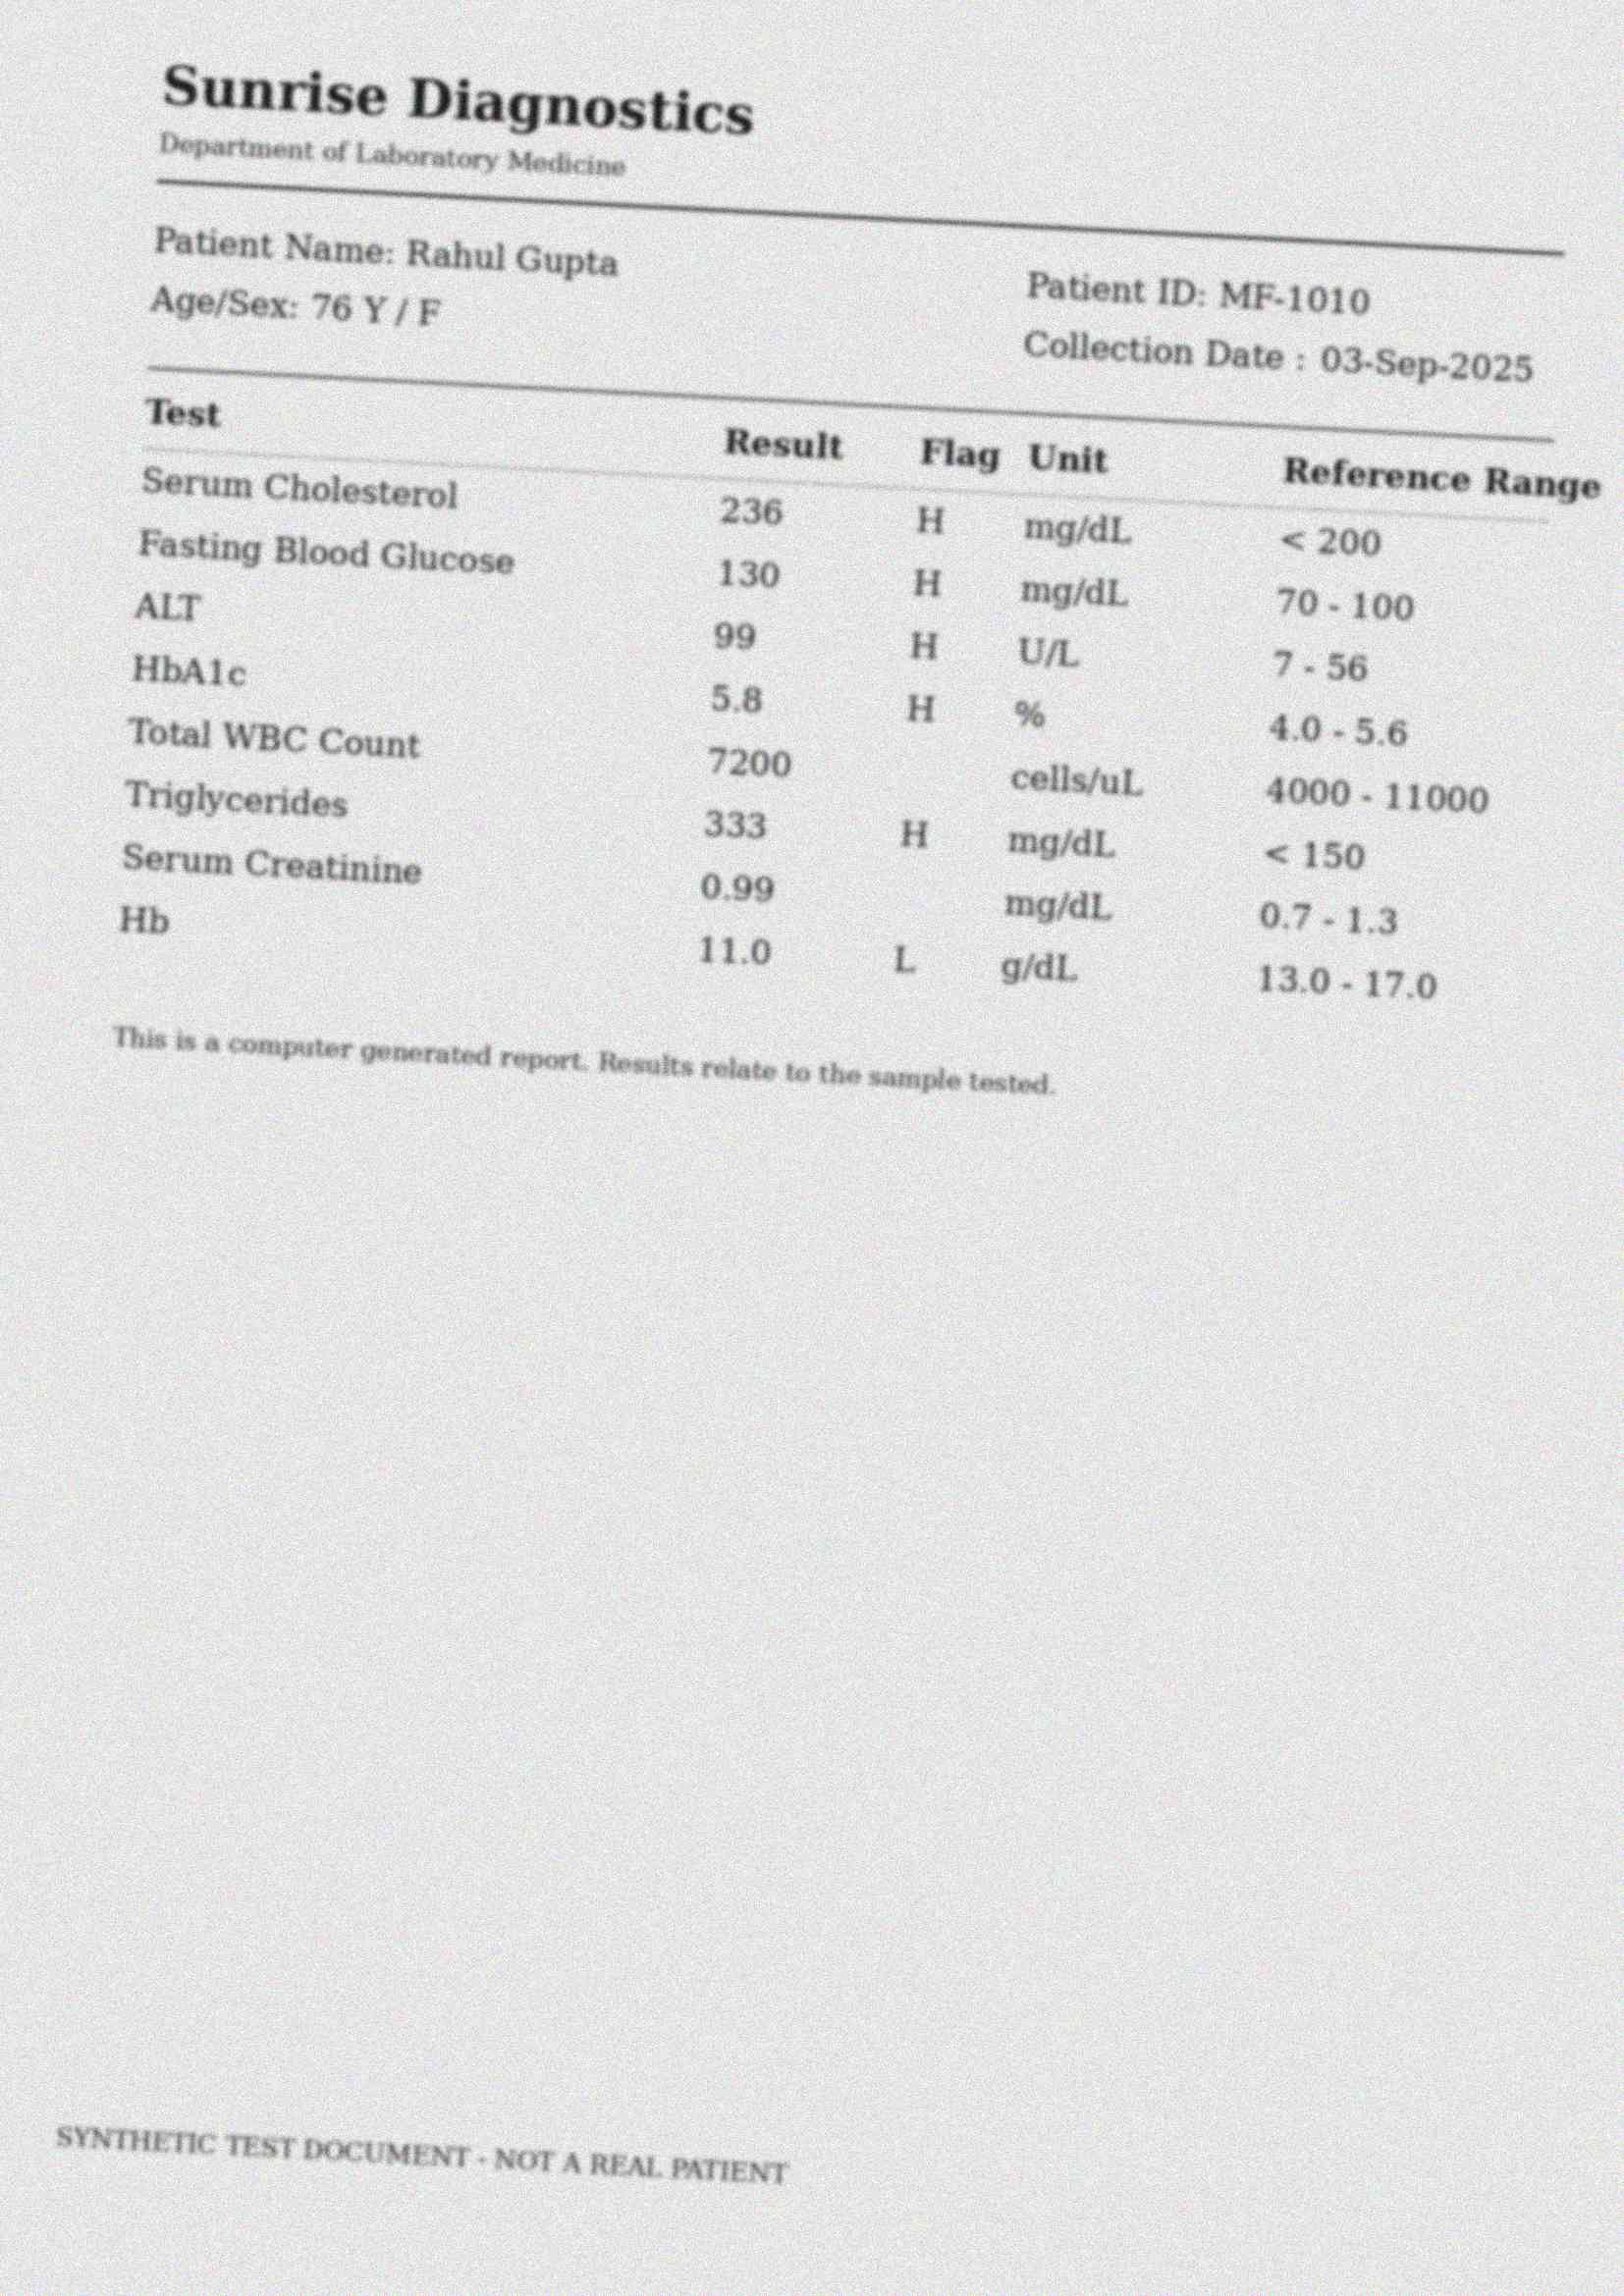 Sunrise Diagnostics
Department of Laboratory Medicine
Patient Name: Rahul Gupta
Patient ID: MF-1010
Age/Sex: 76 Y / F
Collection Date : 03-Sep-2025
Test Result Flag Unit Reference Range
Serum Cholesterol 236 H mg/dL < 200
Fasting Blood Glucose 130 H mg/dL 70 - 100
ALT 99 H U/L 7 - 56
HbA1c 5.8 H % 4.0 - 5.6
Total WBC Count 7200 cells/uL 4000 - 11000
Triglycerides 333 H mg/dL < 150
Serum Creatinine 0.99 mg/dL 0.7 - 1.3
Hb 11.0 L g/dL 13.0 - 17.0
This is a computer generated report. Results relate to the sample tested.
SYNTHETIC TEST DOCUMENT - NOT A REAL PATIENT